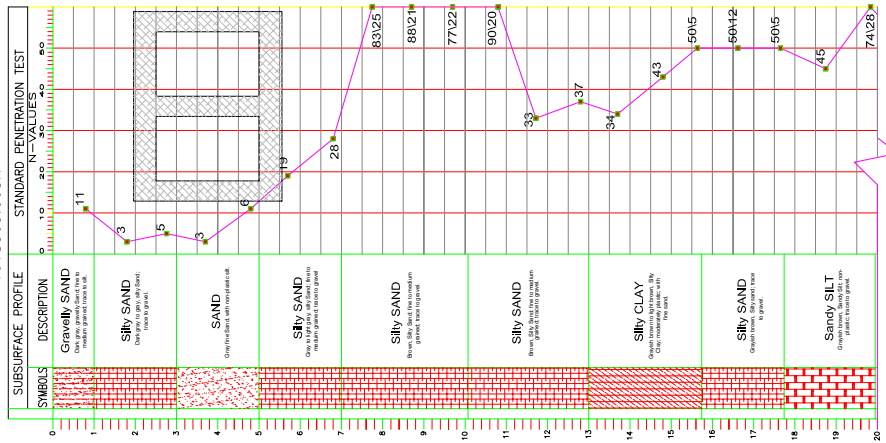 STANDARD PENETRATION TEST
N-VALUES
0
10
20
30
40
11
3
5
3
6
19
28
83\25
88\21
77\22
90\20
33
37
34
43
50\5
50\12
50\5
45
74\28
SUBSURFACE PROFILE
SYMBOLS
DESCRIPTION
Gravelly SAND
Dark gray, gravelly Sand; fine to
medium grained, trace to silt.
Silty SAND
Dark gray to gray, silty Sand;
trace to gravel.
SAND
Gray fine Sand, with non-plastic silt.
Silty SAND
Gray to light gray, silty Sand; fine to
medium grained, trace to gravel
Silty SAND
Brown, Silty Sand; fine to medium
grained; trace to gravel.
Silty SAND
Brown, Silty Sand; fine to medium
grained; trace to gravel.
Silty CLAY
Grayish brown to light brown, Silty
Clay, moderately plastic, with
fine sand.
Silty SAND
Grayish brown, Silty sand; trace
to gravel.
Sandy SILT
Grayish brown, Sandy Silt; non-
plastic; trace to gravel.
0
1
2
3
4
5
6
7
8
9
10
11
12
13
14
15
16
17
18
19
20